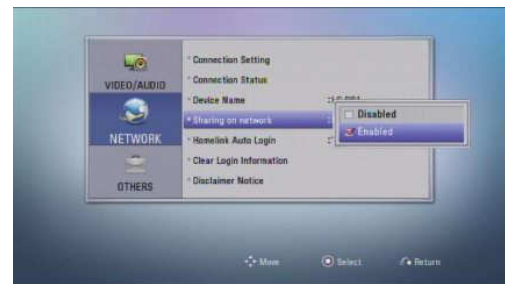 VIDEO/AUDIO
NETWORK
OTHERS
Connection Setting
Connection Status
Device Name
Sharing on network
Homelink Auto Login
Clear Login Information
Disclaimer Notice
Disabled
Enabled
Move
Select
Return